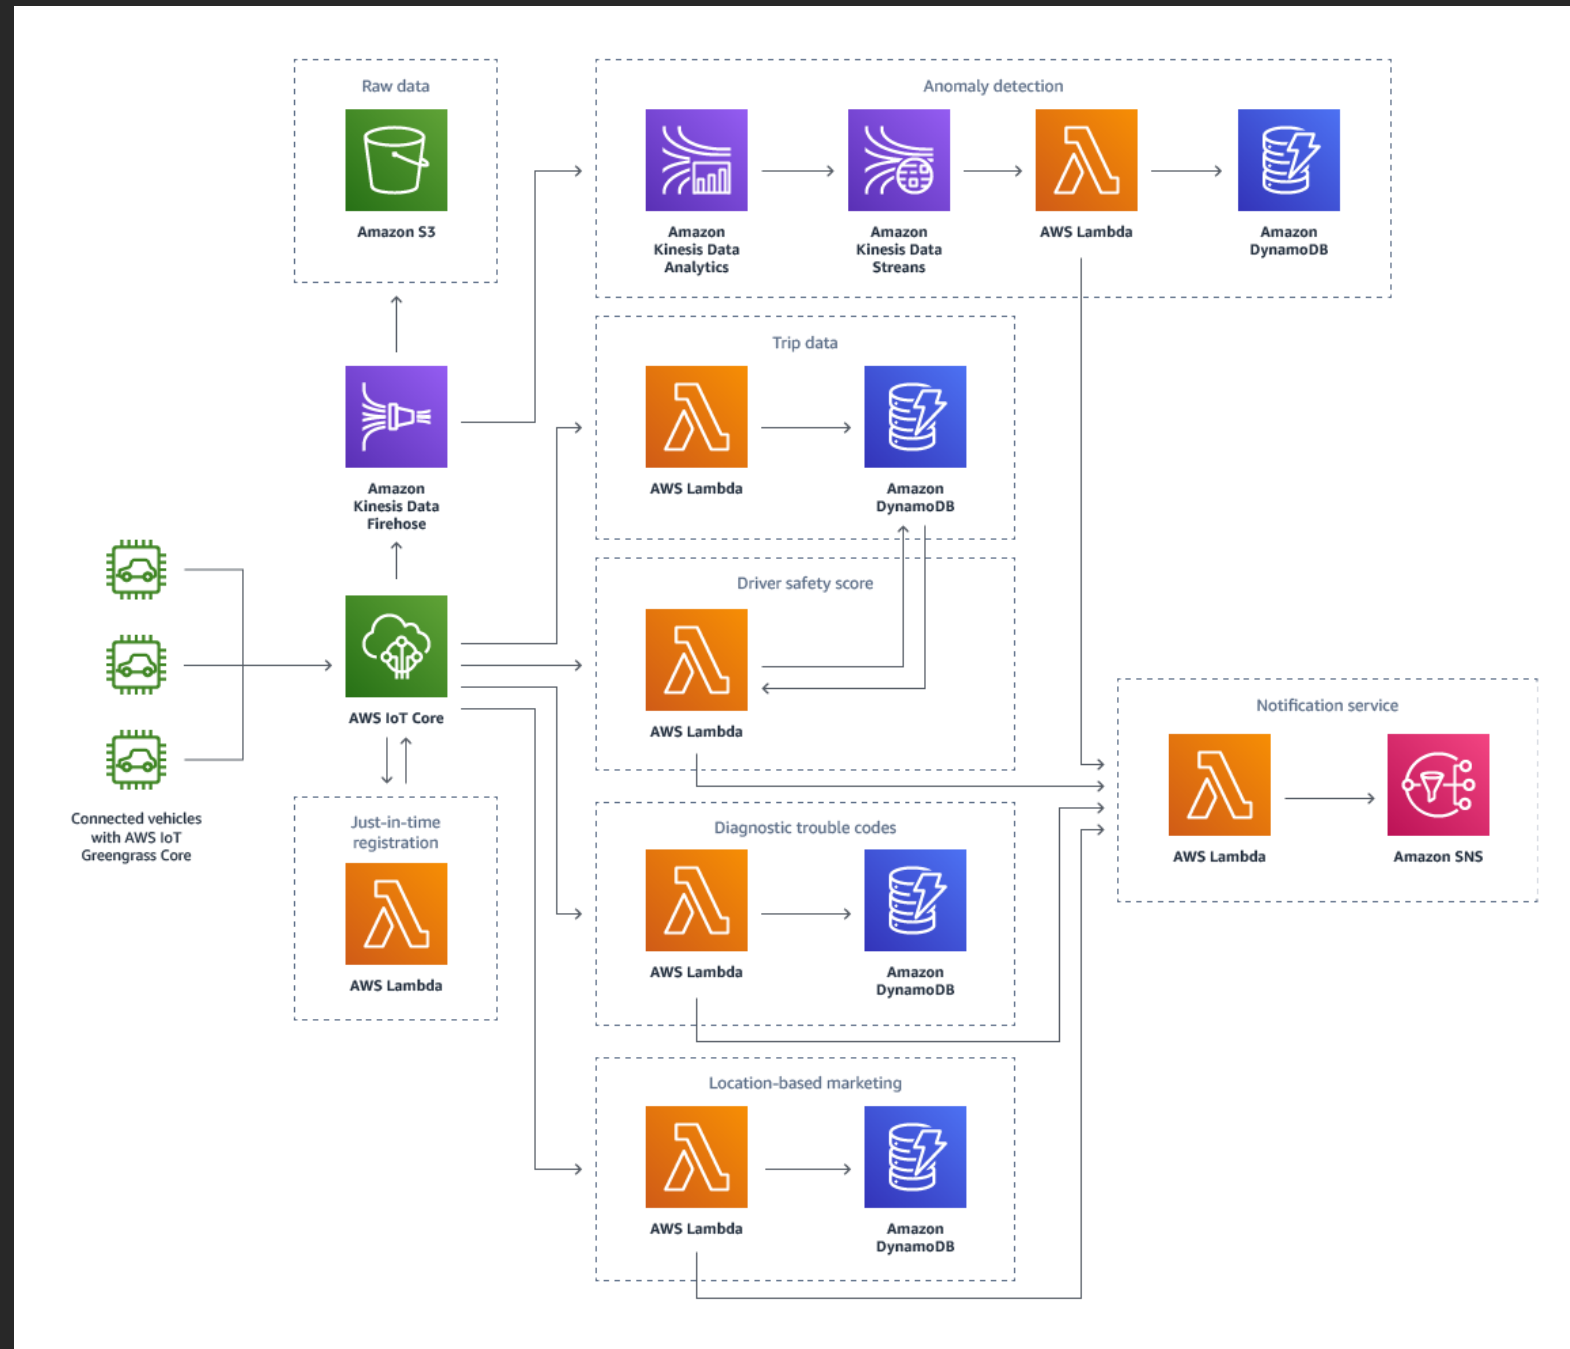 Raw data
Amazon S3
Anomaly detection
Amazon
Kinesis Data
Analytics
Amazon
Kinesis Data
Streans
AWS Lambda
Amazon
DynamoDB
Amazon
Kinesis Data
Firehose
Trip data
AWS Lambda
Amazon
DynamoDB
Connected vehicles
with AWS IoT
Greengrass Core
AWS IoT Core
Driver safety score
AWS Lambda
Just-in-time
registration
AWS Lambda
Diagnostic trouble codes
AWS Lambda
Amazon
DynamoDB
Location-based marketing
AWS Lambda
Amazon
DynamoDB
Notification service
AWS Lambda
Amazon SNS